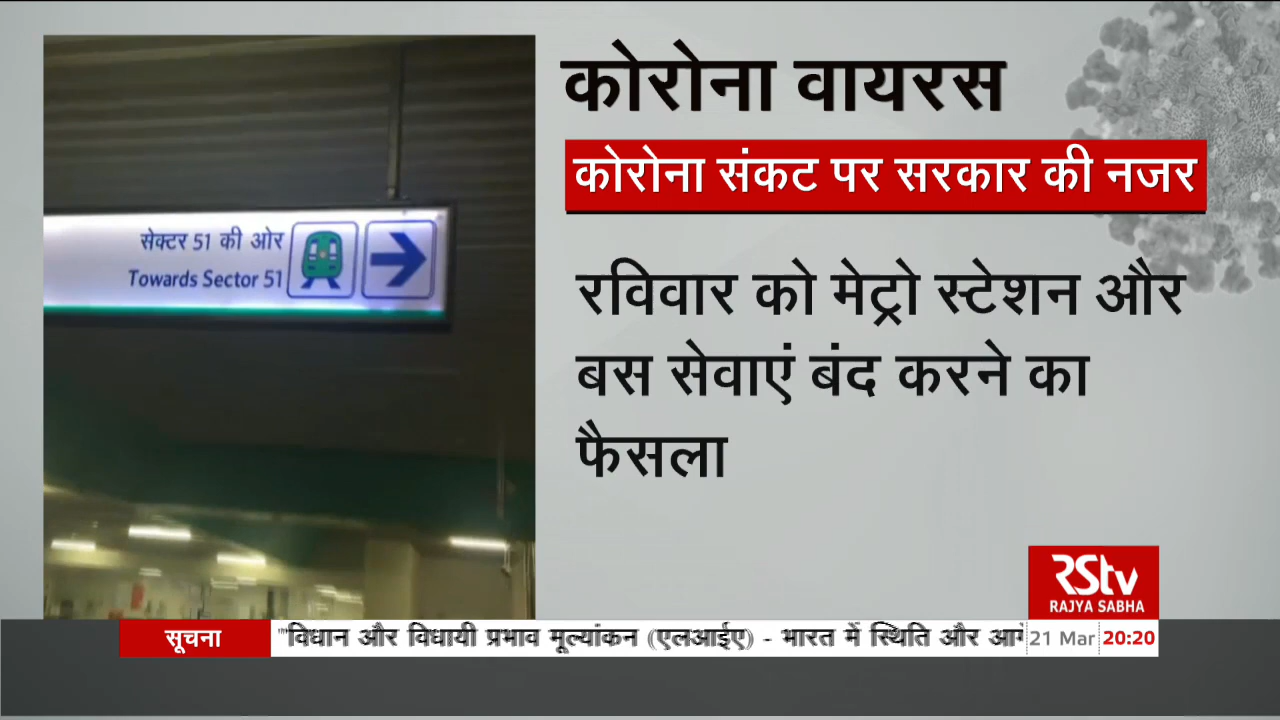 कोरोना वायरस
कोरोना संकट पर सरकार की नजर
सेक्टर 51 की ओर
Towards Sector 51
रविवार को मेट्रो स्टेशन और
बस सेवाएं बंद करने का
फैसला
RStv
RAJYA SABHA
सूचना
""विधान और विधायी प्रभाव मूल्यांकन (एलआईए) - भारत में स्थिति और
21 Mar 20:20